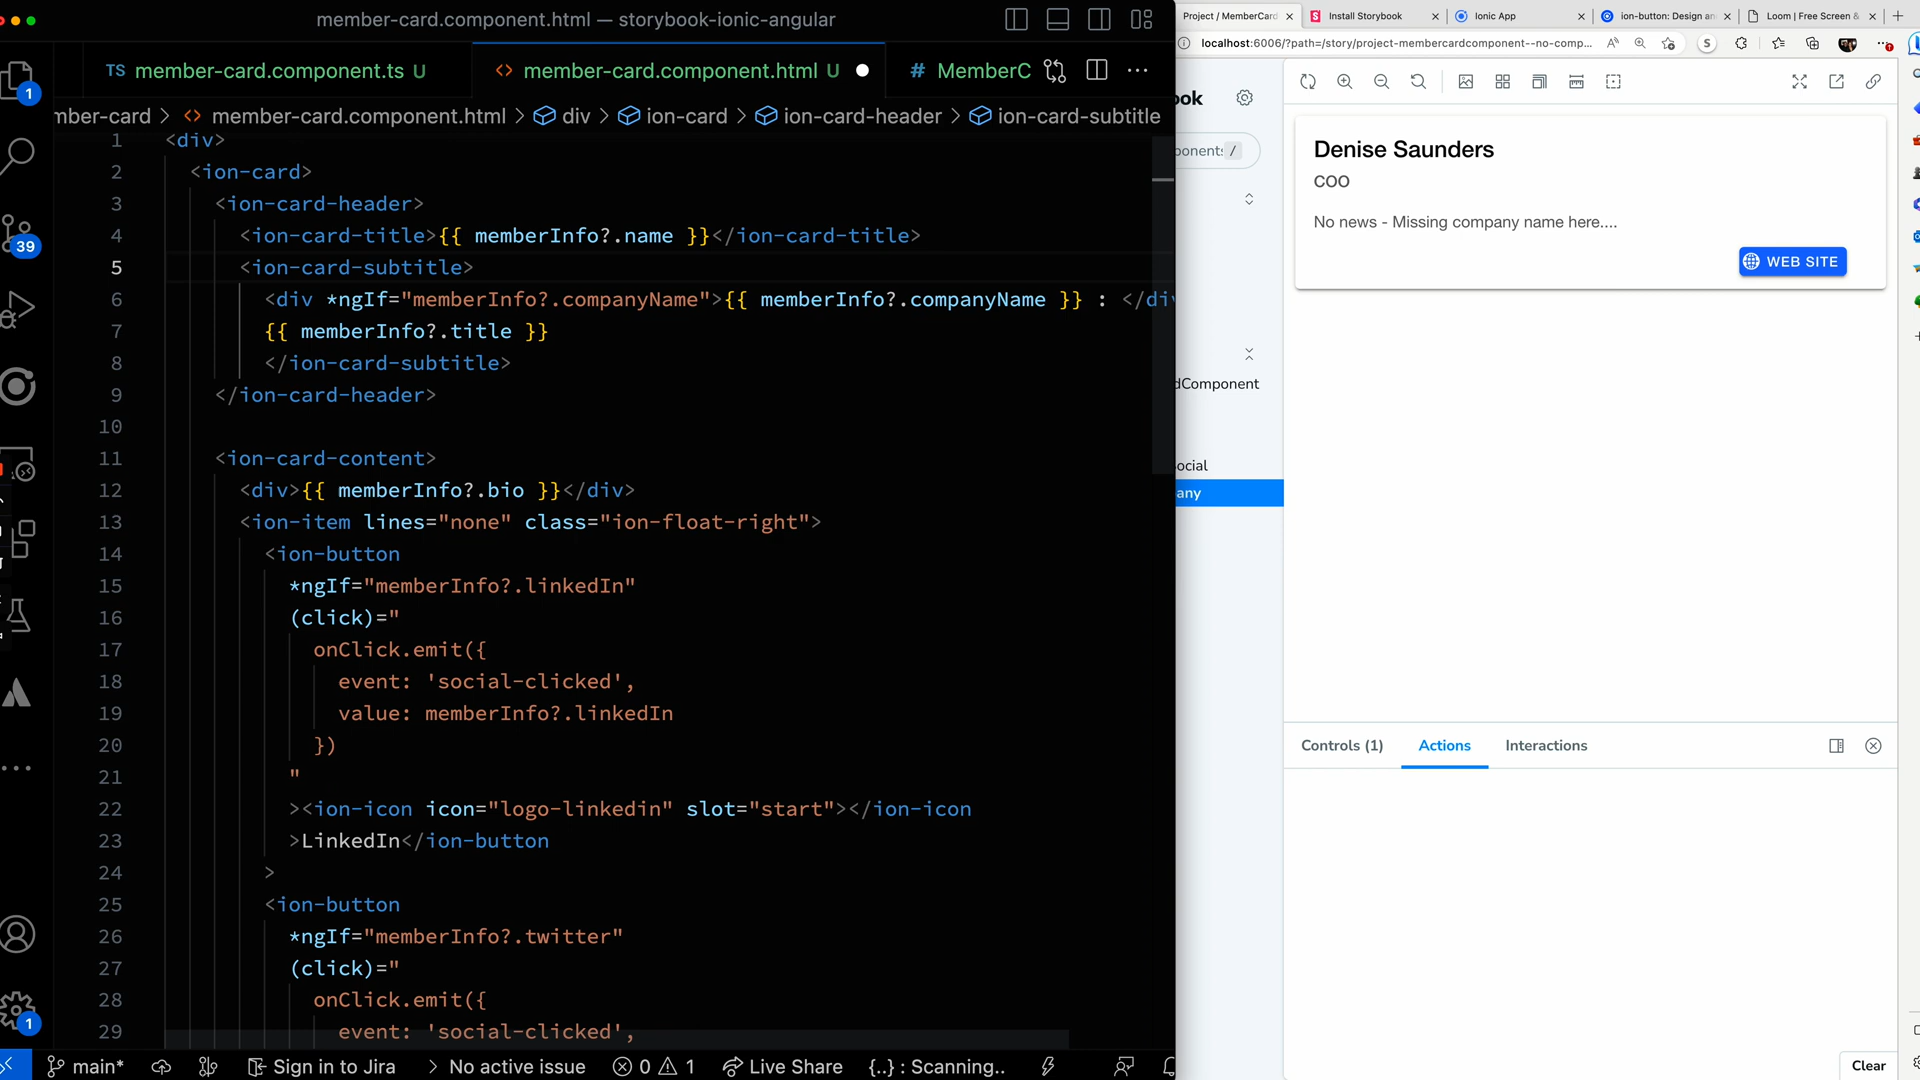 member-card.component.html — storybook-ionic-angular
TS member-card.component.ts U
<> member-card.component.html U
# MemberC
mber-card > <> member-card.component.html > div > ion-card > ion-card-header > ion-card-subtitle
1 <div>
2 <ion-card>
3 <ion-card-header>
4 <ion-card-title>{{ memberInfo?.name }}</ion-card-title>
5 <ion-card-subtitle>
6 <div *ngIf="memberInfo?.companyName">{{ memberInfo?.companyName }} : </div
7 {{ memberInfo?.title }}
8 </ion-card-subtitle>
9 </ion-card-header>
10
11 <ion-card-content>
12 <div>{{ memberInfo?.bio }}</div>
13 <ion-item lines="none" class="ion-float-right">
14 <ion-button
15 *ngIf="memberInfo?.linkedIn"
16 (click)="
17 onClick.emit({
18 event: 'social-clicked',
19 value: memberInfo?.linkedIn
20 })
21 "
22 ><ion-icon icon="logo-linkedin" slot="start"></ion-icon
23 >LinkedIn</ion-button
24 >
25 <ion-button
26 *ngIf="memberInfo?.twitter"
27 (click)="
28 onClick.emit({
29 event: 'social-clicked',
1
39
1
main*
Sign in to Jira
> No active issue
0 1
Live Share
{..} : Scanning..
Project / MemberCard
Install Storybook
Ionic App
ion-button: Design an
Loom | Free Screen &
localhost:6006/?path=/story/project-membercardcomponent--no-comp...
S
ook
ponents /
dComponent
ocial
any
Denise Saunders
COO
No news - Missing company name here....
WEB SITE
Controls (1)
Actions
Interactions
Clear